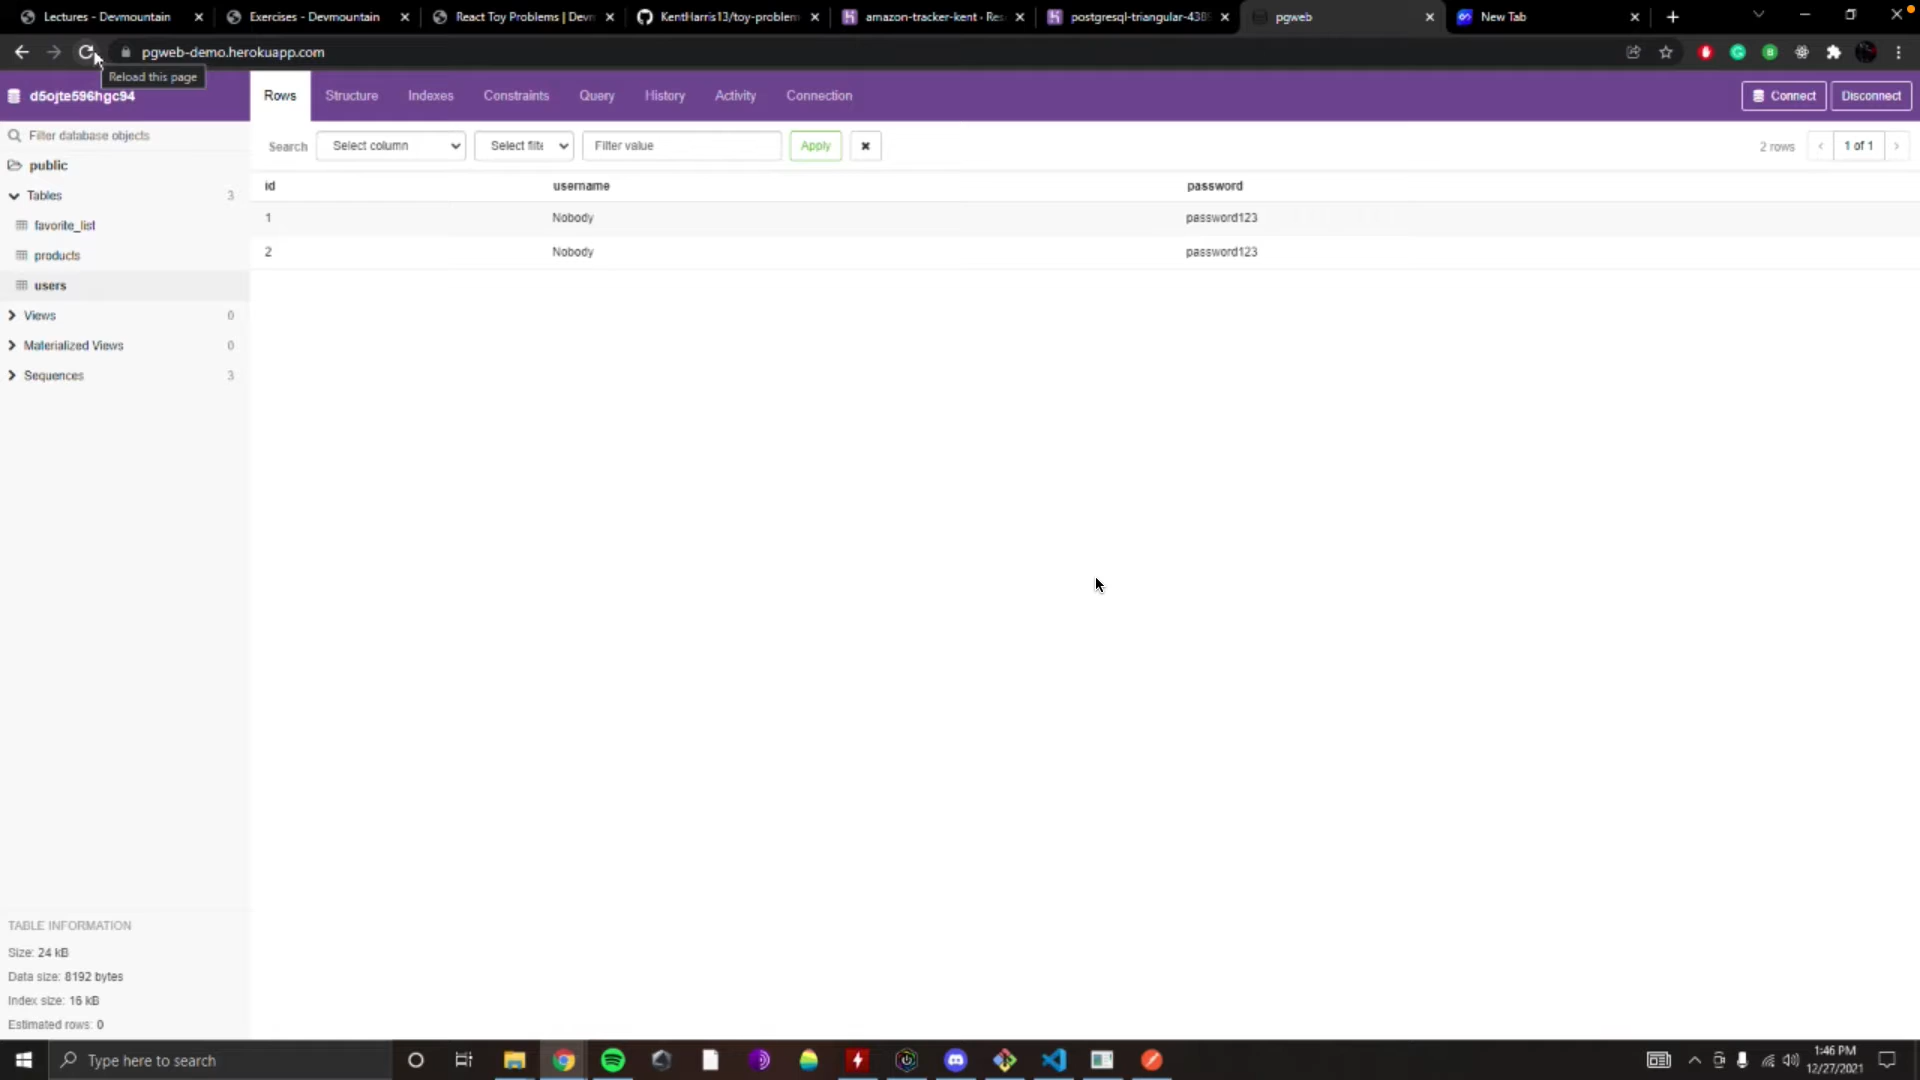 Lectures - Devmountain
Exercises - Devmountain
React Toy Problems | Devm
KentHarris13/toy-problem
amazon-tracker-kent · Res
postgresql-triangular-4385
pgweb
New Tab
pgweb-demo.herokuapp.com
Reload this page
d5ojte596hgc94
Rows
Structure
Indexes
Constraints
Query
History
Activity
Connection
Connect
Disconnect
Filter database objects
Search
Select column
Select filte
Filter value
Apply
2 rows
1 of 1
public
Tables 3
favorite_list
products
users
Views 0
Materialized Views 0
Sequences 3
id username password
1 Nobody password123
2 Nobody password123
TABLE INFORMATION
Size: 24 kB
Data size: 8192 bytes
Index size: 16 kB
Estimated rows: 0
Type here to search
1:46 PM
12/27/2021